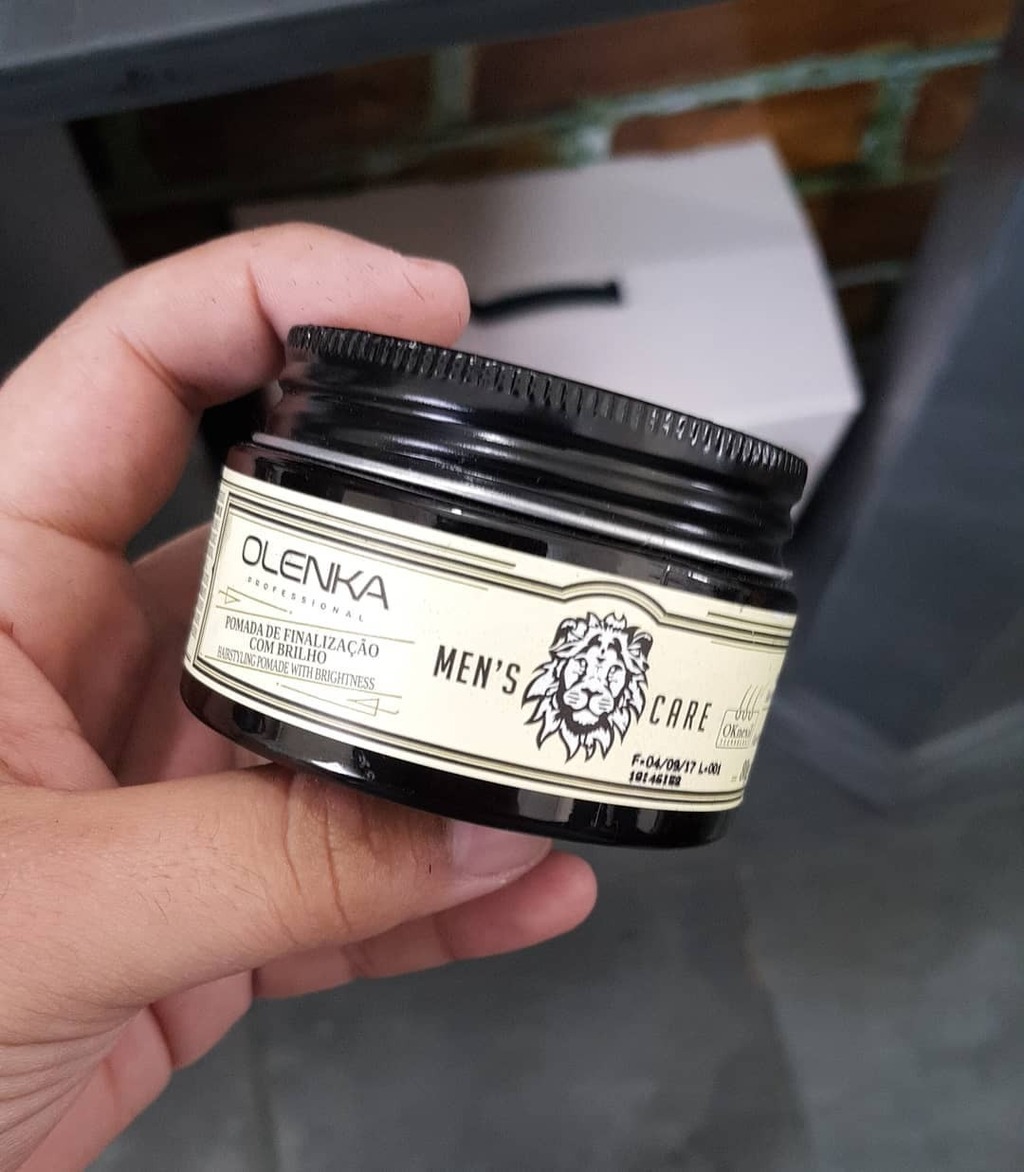 OLENKA
PROFESSIONAL
POMADA DE FINALIZAÇÃO
COM BRILHO
HAIRSTYLING POMADE WITH BRIGHTNESS
MEN'S CARE
F=04/09/17 L=001